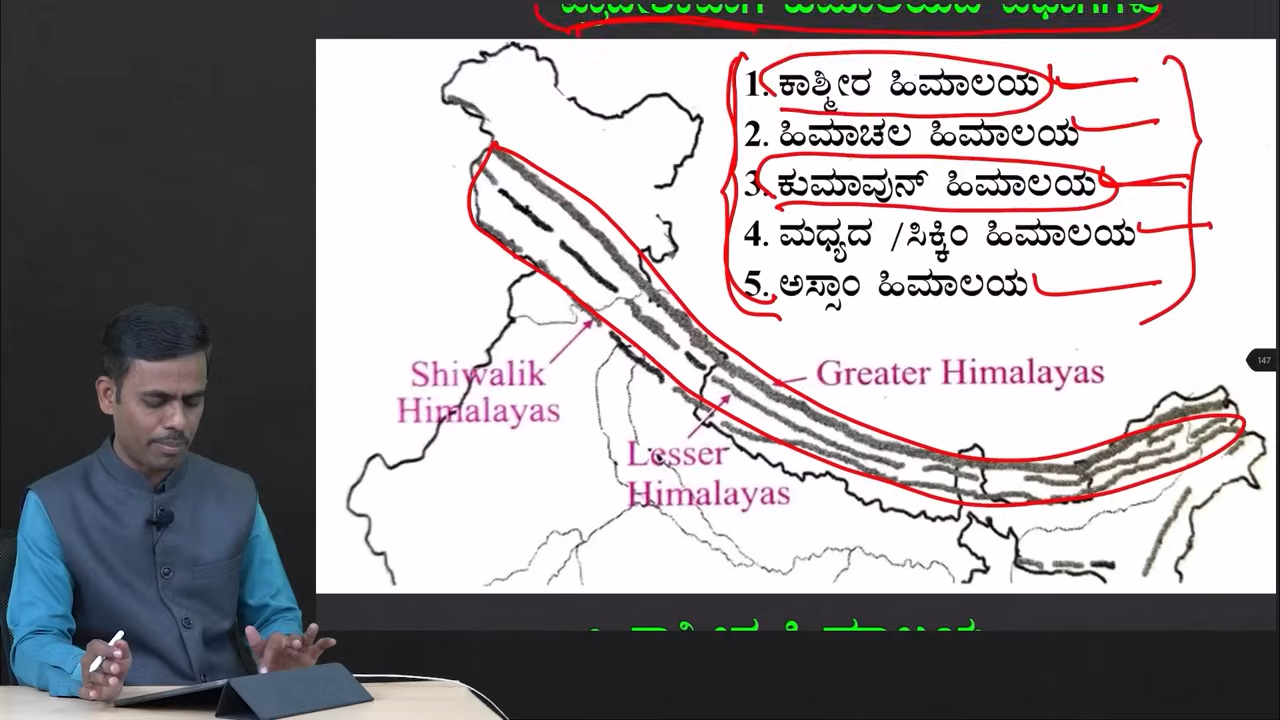 1. ಕಾಶ್ಮೀರ ಹಿಮಾಲಯ
2. ಹಿಮಾಚಲ ಹಿಮಾಲಯ
3. ಕುಮಾವುನ್ ಹಿಮಾಲಯ
4. ಮಧ್ಯದ /ಸಿಕ್ಕಿಂ ಹಿಮಾಲಯ
5. ಅಸ್ಸಾಂ ಹಿಮಾಲಯ
Shiwalik
Himalayas
Greater Himalayas
Lesser
Himalayas
147